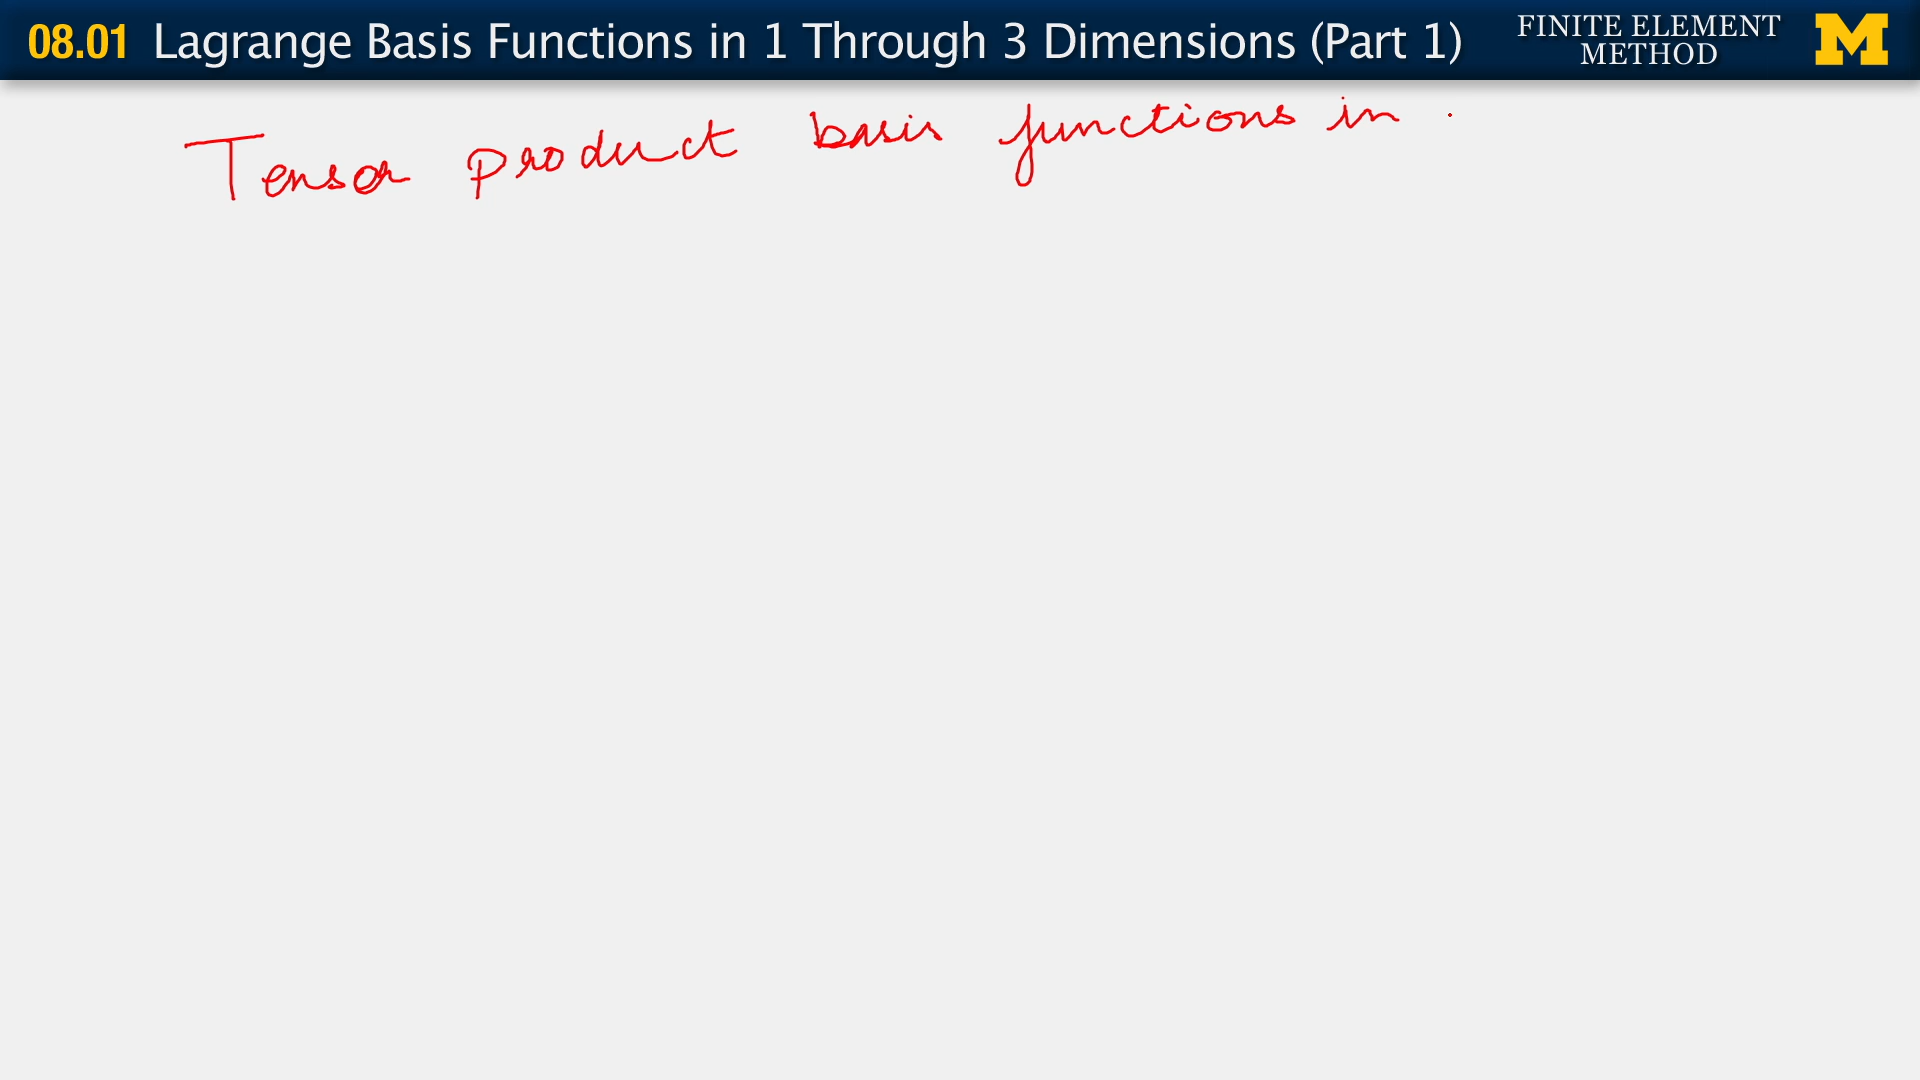 08.01 Lagrange Basis Functions in 1 Through 3 Dimensions (Part 1)
FINITE ELEMENT
METHOD
M
Tensor product basis functions in